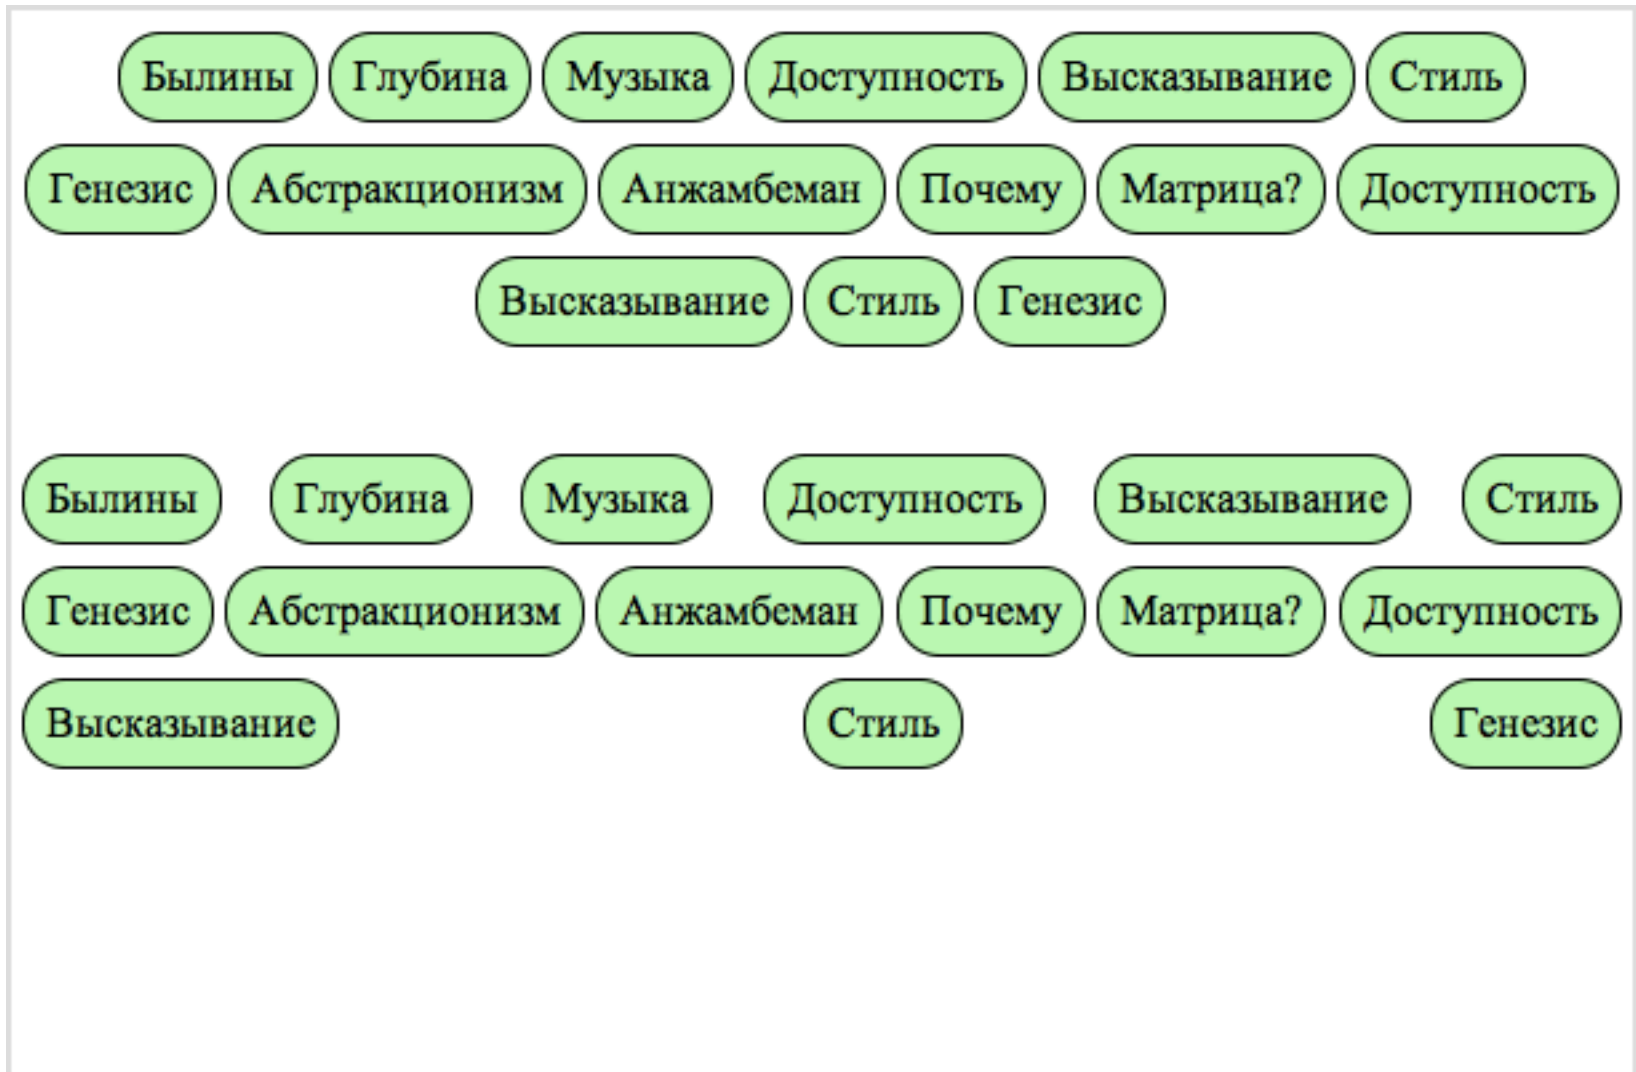 Былины Глубина Музыка Доступность Высказывание Стиль
Генезис Абстракционизм Анжамбеман Почему Матрица? Доступность
Высказывание Стиль Генезис
Былины Глубина Музыка Доступность Высказывание Стиль
Генезис Абстракционизм Анжамбеман Почему Матрица? Доступность
Высказывание Стиль Генезис